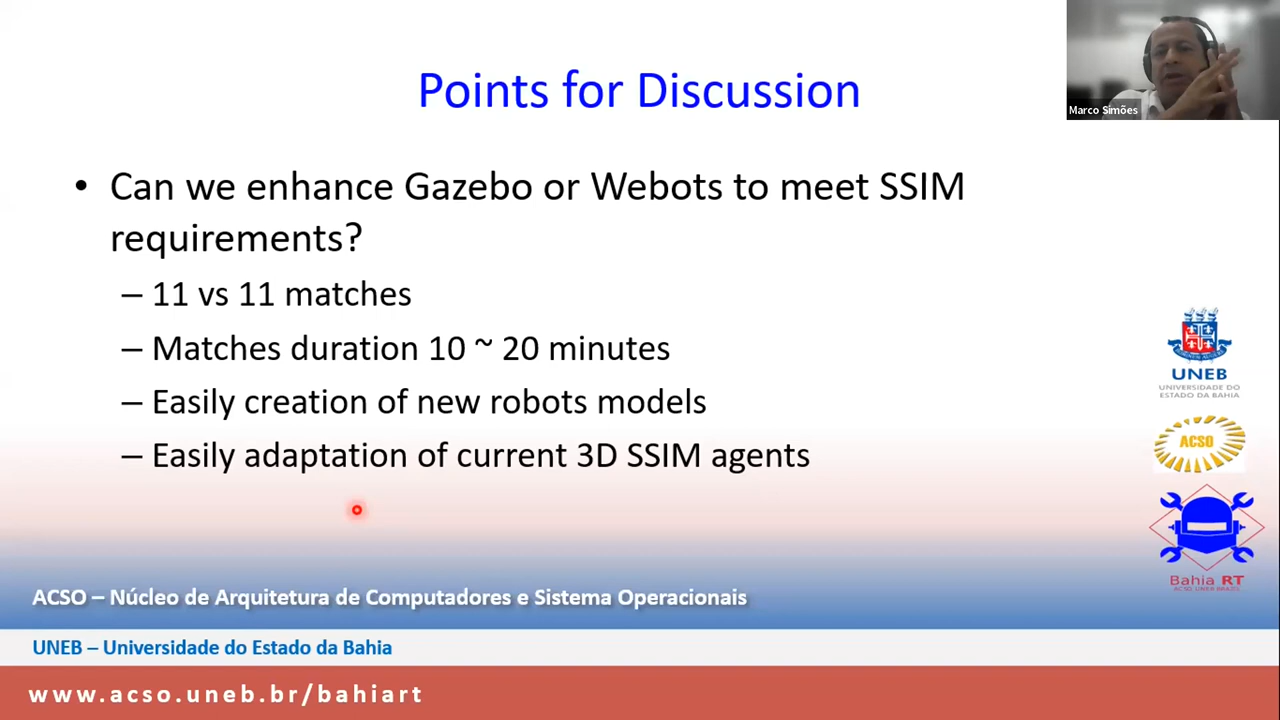 Points for Discussion
Marco Simões
• Can we enhance Gazebo or Webots to meet SSIM
requirements?
– 11 vs 11 matches
– Matches duration 10 ~ 20 minutes
– Easily creation of new robots models
– Easily adaptation of current 3D SSIM agents
UNEB
UNIVERSIDADE DO
ESTADO DA BAHIA
ACSO
Bahia RT
ACSO UNEB BRAZIL
ACSO – Núcleo de Arquitetura de Computadores e Sistema Operacionais
UNEB – Universidade do Estado da Bahia
www.acso.uneb.br/bahiart